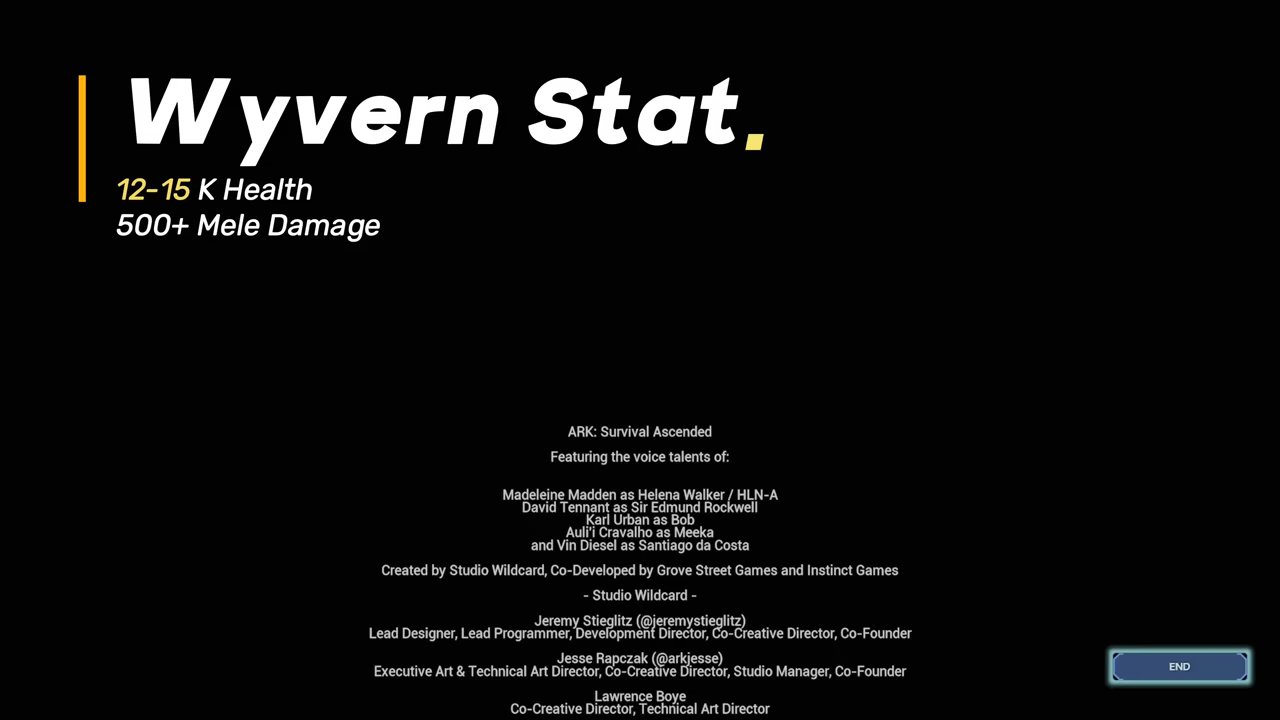 Wyvern Stat.
12-15 K Health
500+ Mele Damage
ARK: Survival Ascended
Featuring the voice talents of:
Madeleine Madden as Helena Walker / HLN-A
David Tennant as Sir Edmund Rockwell
Karl Urban as Bob
Auli'i Cravalho as Meeka
and Vin Diesel as Santiago da Costa
Created by Studio Wildcard, Co-Developed by Grove Street Games and Instinct Games
- Studio Wildcard -
Jeremy Stieglitz (@jeremystieglitz)
Lead Designer, Lead Programmer, Development Director, Co-Creative Director, Co-Founder
Jesse Rapczak (@arkjesse)
Executive Art & Technical Art Director, Co-Creative Director, Studio Manager, Co-Founder
END
Lawrence Boye
Co-Creative Director, Technical Art Director